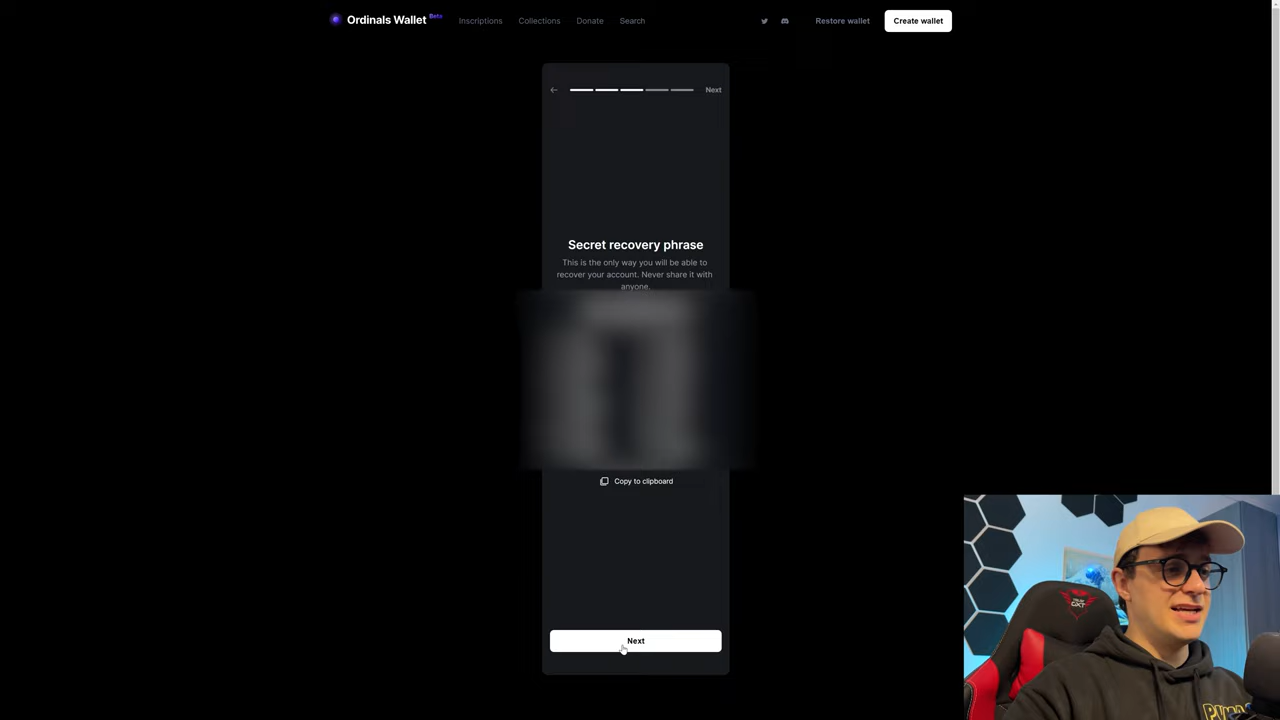 Ordinals Wallet Beta Inscriptions Collections Donate Search Restore wallet Create wallet
Next
Secret recovery phrase
This is the only way you will be able to
recover your account. Never share it with
anyone.
Copy to clipboard
Next